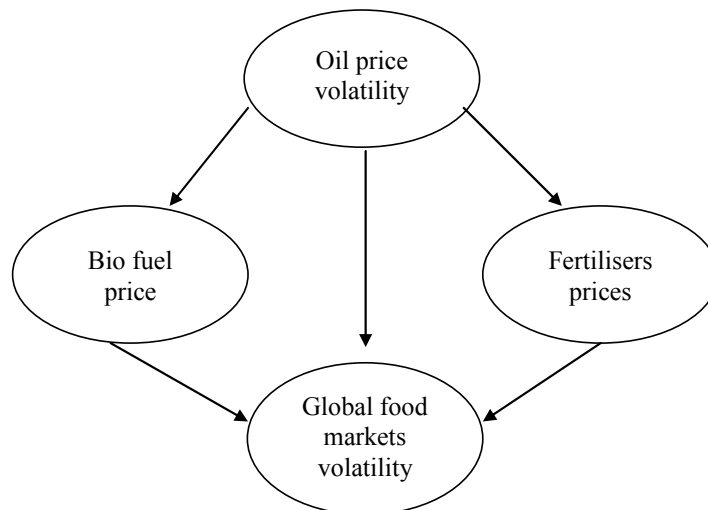 Oil price
volatility
Bio fuel
price
Fertilisers
prices
Global food
markets
volatility